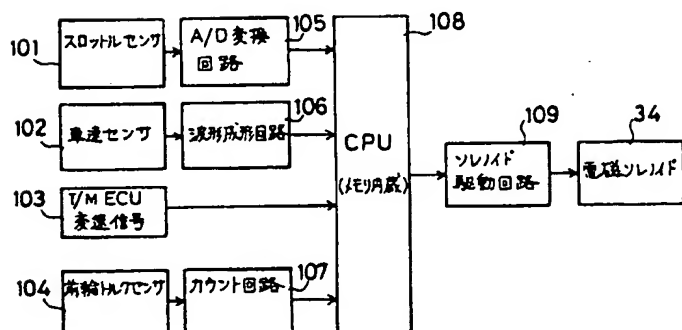 101
スロットルセンサ
105
A/D変換
回路
102
車速センサ
106
波形成形回路
103
T/M ECU
変速信号
104
前輪トルクセンサ
107
カウント回路
108
CPU
(メモリ内蔵)
109
ソレノイド
駆動回路
34
電磁ソレノイド